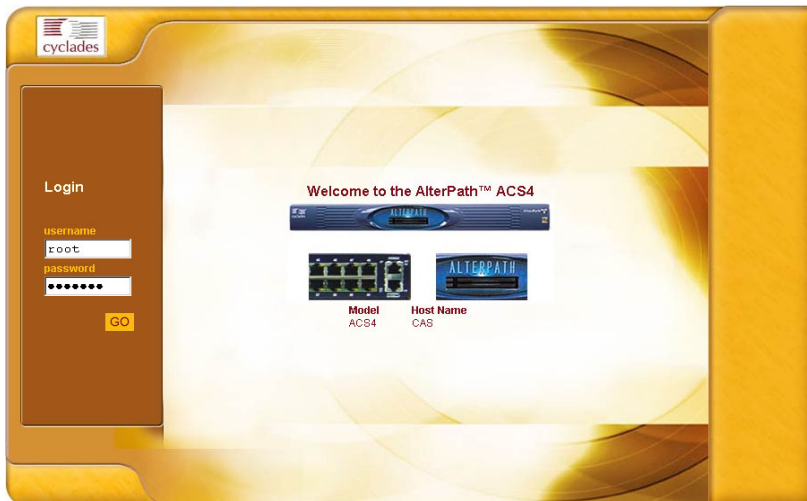 cyclades
Login
username
root
password
GO
Welcome to the AlterPath™ ACS4
ALTERPATH
ALTERPATH
Model Host Name
ACS4 CAS